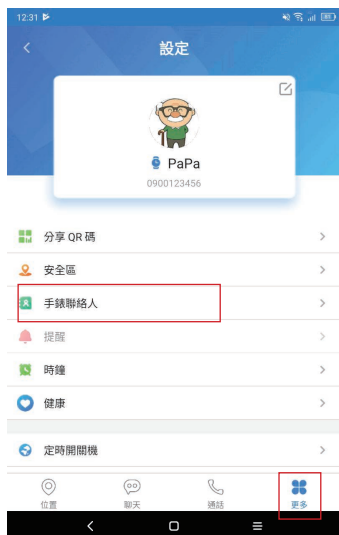 12:31
85
設定
PaPa
0900123456
分享 QR 碼
安全區
手錶聯絡人
提醒
時鐘
健康
定時開關機
位置 聊天 通話 更多